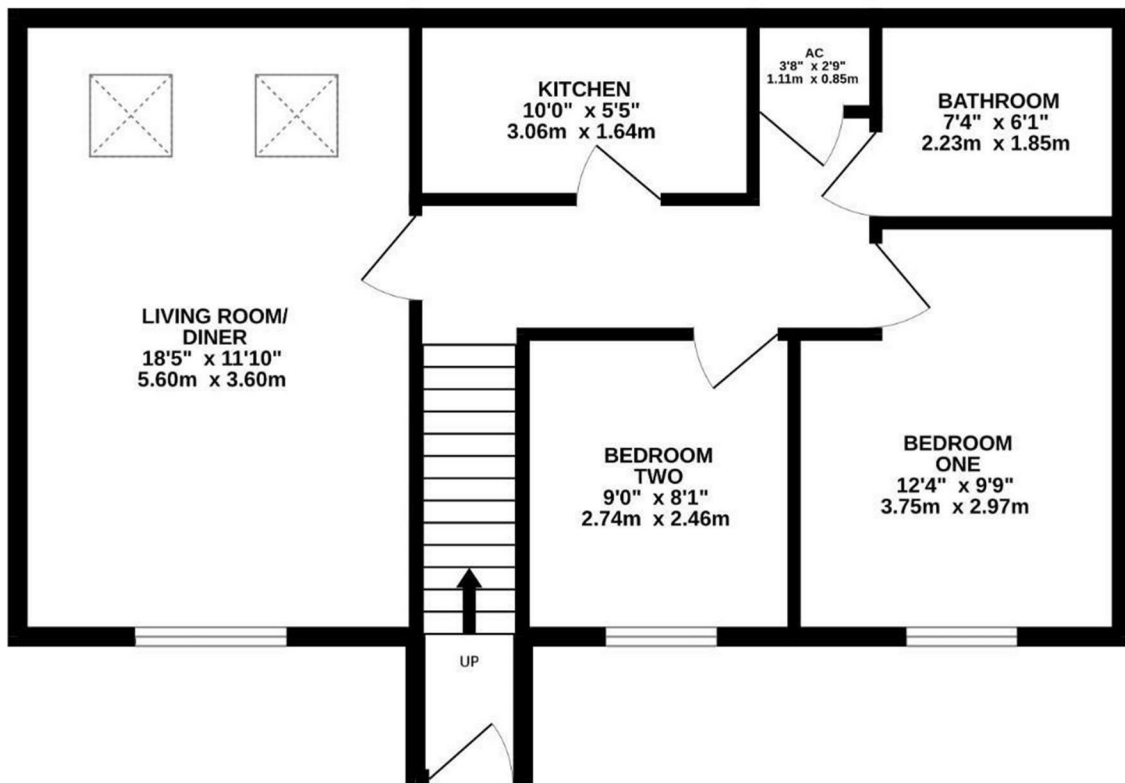 KITCHEN
10'0" x 5'5"
3.06m x 1.64m
AC
3'8" x 2'9"
1.11m x 0.85m
BATHROOM
7'4" x 6'1"
2.23m x 1.85m
LIVING ROOM/
DINER
18'5" x 11'10"
5.60m x 3.60m
BEDROOM
TWO
9'0" x 8'1"
2.74m x 2.46m
BEDROOM
ONE
12'4" x 9'9"
3.75m x 2.97m
UP